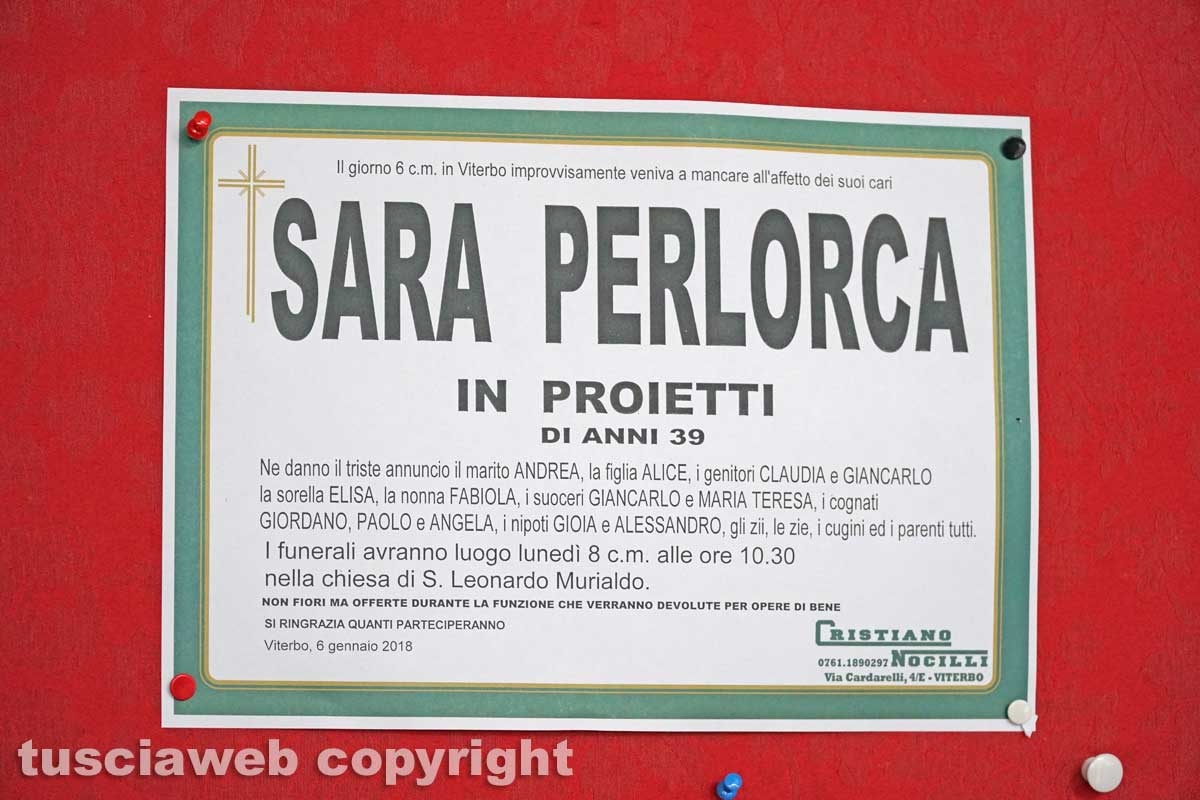 Il giorno 6 c.m. in Viterbo improvvisamente veniva a mancare all'affetto dei suoi cari
SARA PERLORCA
IN PROIETTI
DI ANNI 39
Ne danno il triste annuncio il marito ANDREA, la figlia ALICE, i genitori CLAUDIA e GIANCARLO
la sorella ELISA, la nonna FABIOLA, i suoceri GIANCARLO e MARIA TERESA, i cognati
GIORDANO, PAOLO e ANGELA, i nipoti GIOIA e ALESSANDRO, gli zii, le zie, i cugini ed i parenti tutti.
I funerali avranno luogo lunedì 8 c.m. alle ore 10.30
nella chiesa di S. Leonardo Murialdo.
NON FIORI MA OFFERTE DURANTE LA FUNZIONE CHE VERRANNO DEVOLUTE PER OPERE DI BENE
SI RINGRAZIA QUANTI PARTECIPERANNO
Viterbo, 6 gennaio 2018
CRISTIANO
0761.1890297 NOCILLI
Via Cardarelli, 4/E - VITERBO
tusciaweb copyright